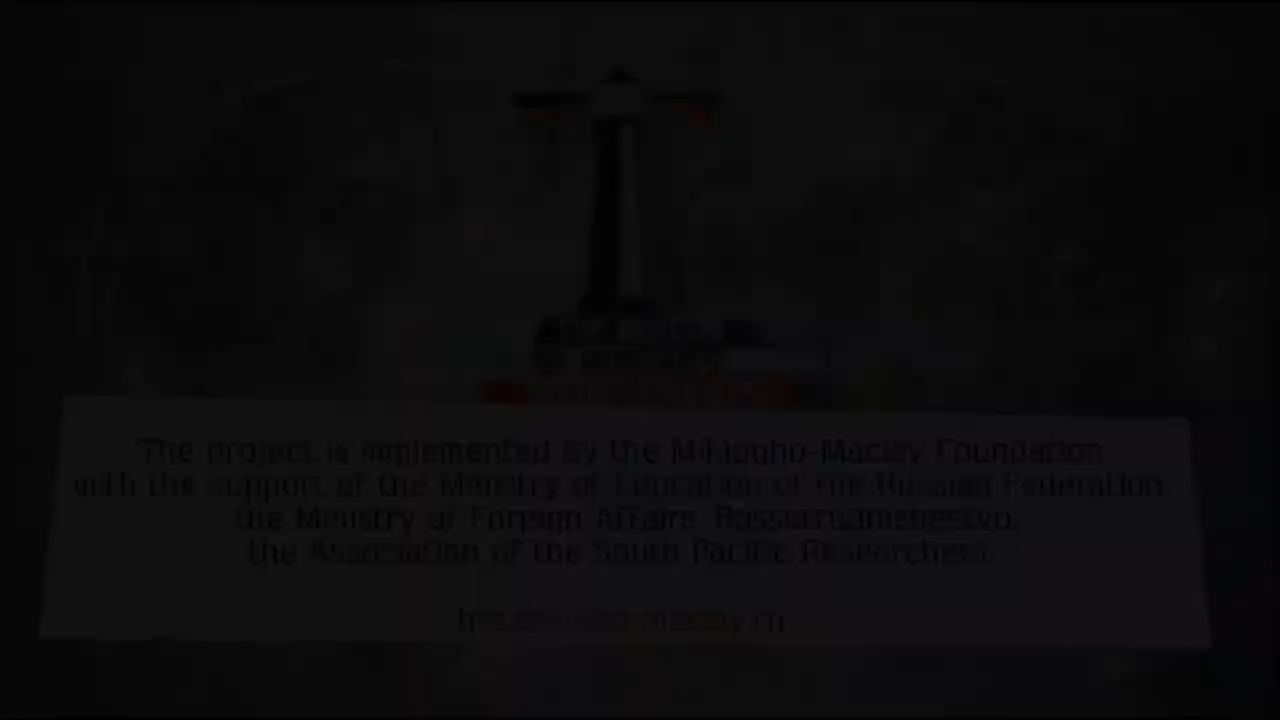 The project is implemented by the Miklouho-Maclay Foundation
with the support of the Ministry of Education of the Russian Federation
the Ministry of Foreign Affairs, Rossotrudnichestvo,
the Association of the South Pacific Researchers